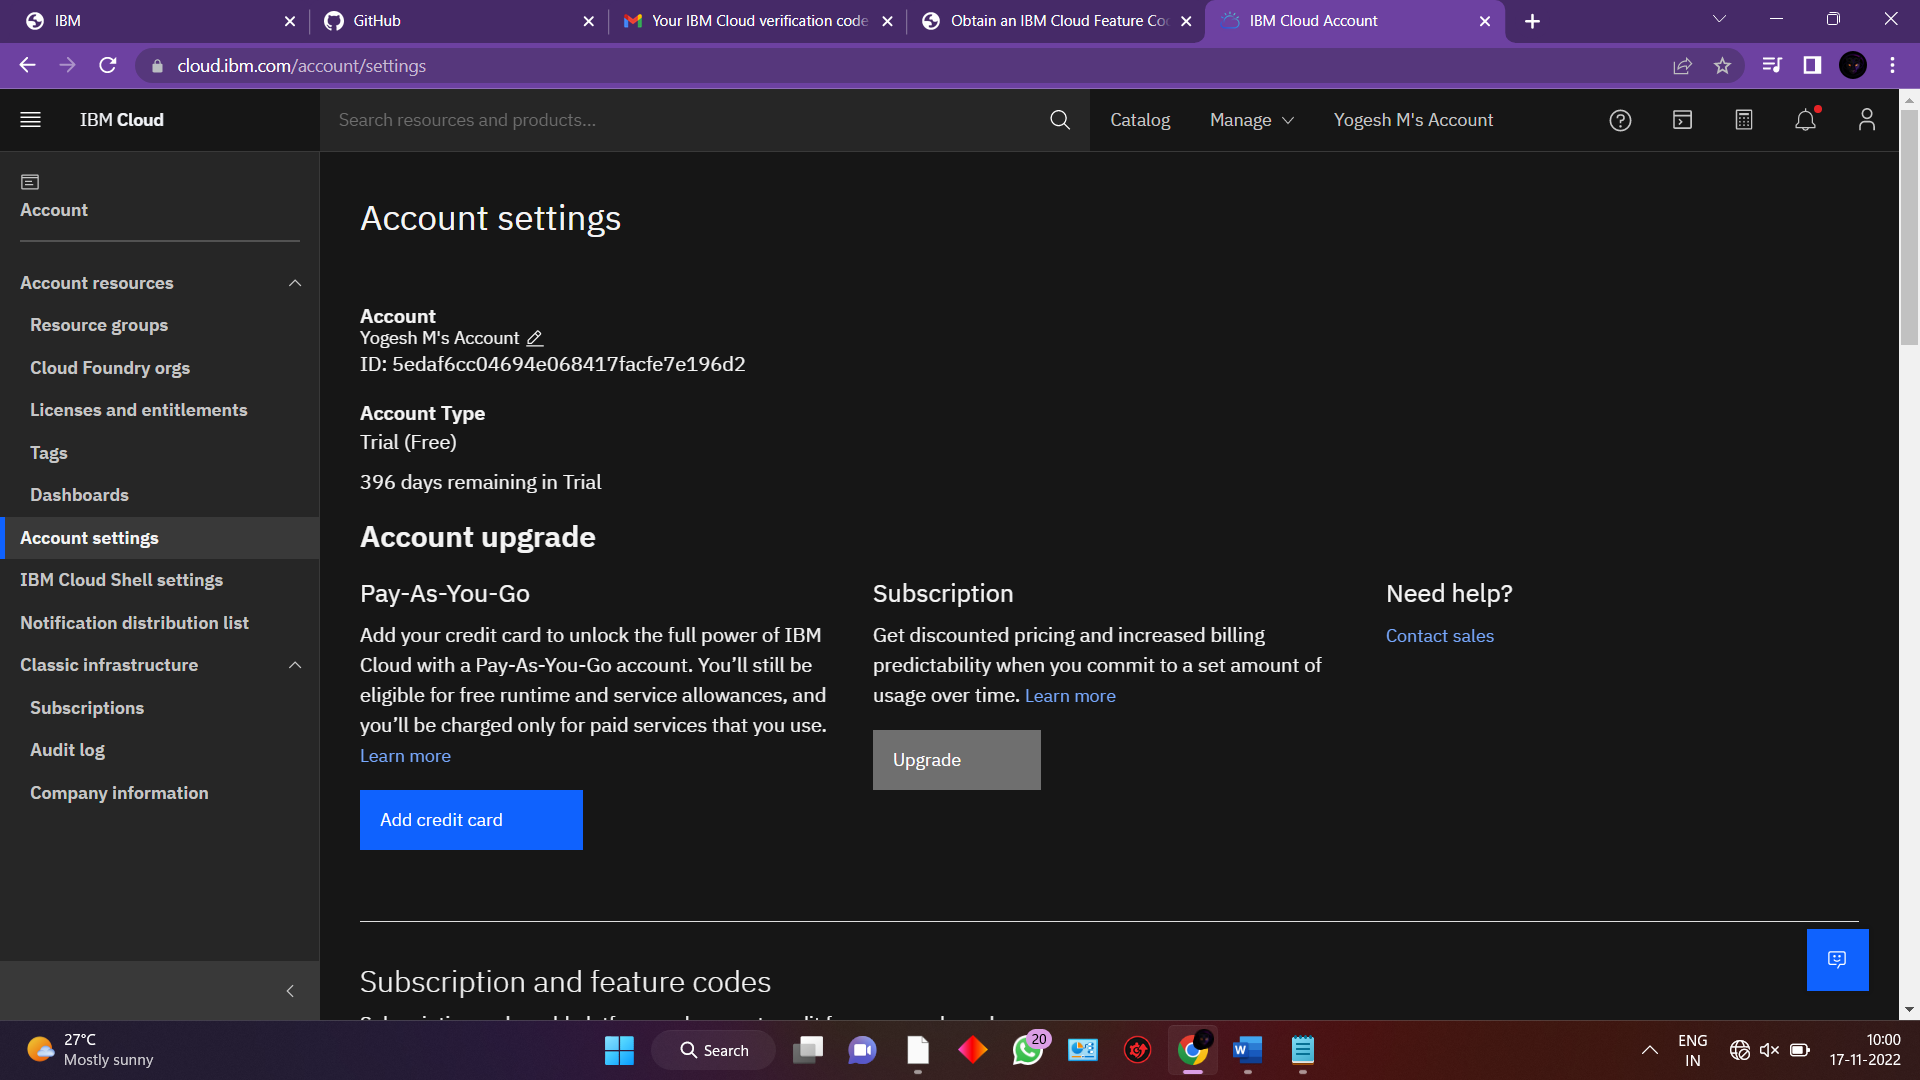 IBM
GitHub
Your IBM Cloud verification code
Obtain an IBM Cloud Feature Co
IBM Cloud Account
cloud.ibm.com/account/settings
IBM Cloud
Search resources and products...
Catalog
Manage
Yogesh M's Account
Account
Account resources
Resource groups
Cloud Foundry orgs
Licenses and entitlements
Tags
Dashboards
Account settings
IBM Cloud Shell settings
Notification distribution list
Classic infrastructure
Subscriptions
Audit log
Company information
Account settings
Account
Yogesh M's Account
ID: 5edaf6cc04694e068417facfe7e196d2
Account Type
Trial (Free)
396 days remaining in Trial
Account upgrade
Pay-As-You-Go
Add your credit card to unlock the full power of IBM
Cloud with a Pay-As-You-Go account. You’ll still be
eligible for free runtime and service allowances, and
you’ll be charged only for paid services that you use.
Learn more
Add credit card
Subscription
Get discounted pricing and increased billing
predictability when you commit to a set amount of
usage over time. Learn more
Upgrade
Need help?
Contact sales
Subscription and feature codes
27°C
Mostly sunny
Search
20
W
ENG
IN
10:00
17-11-2022